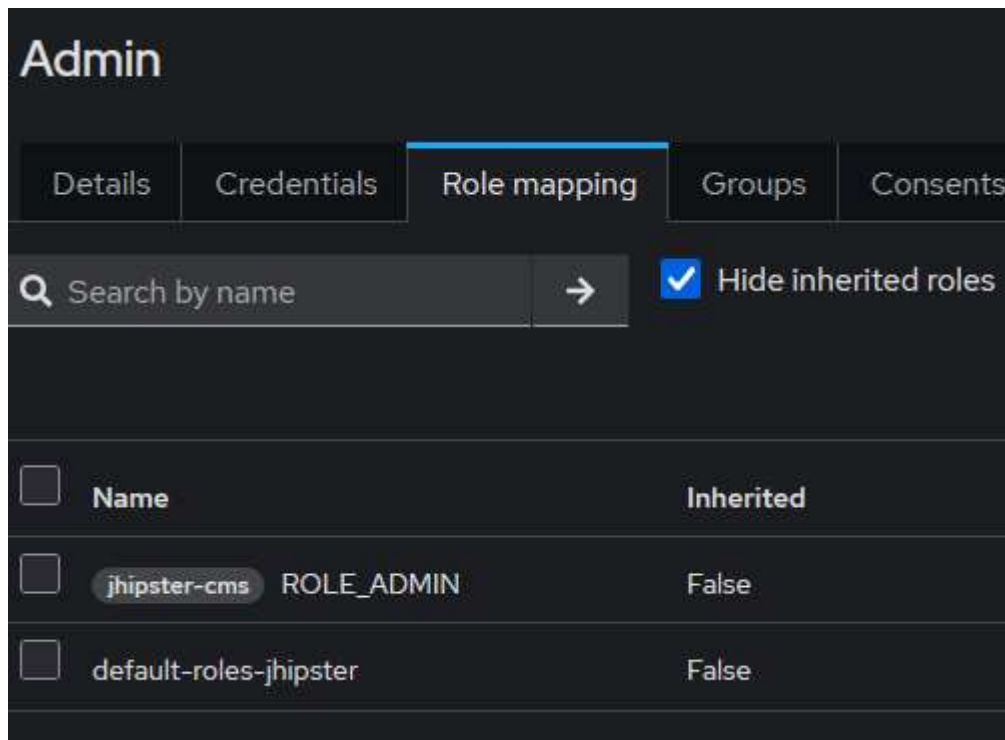 Admin
Details Credentials Role mapping Groups Consents
Search by name Hide inherited roles
Name Inherited
jhipster-cms ROLE_ADMIN False
default-roles-jhipster False